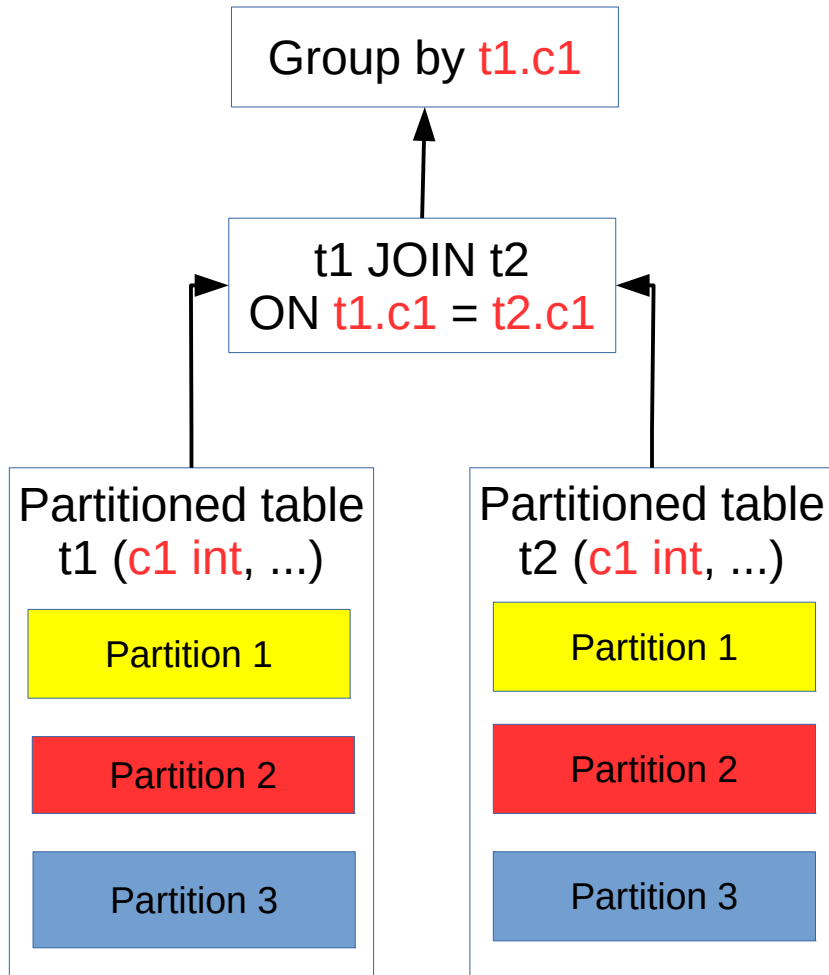 Group by t1.c1
t1 JOIN t2
ON t1.c1 = t2.c1
Partitioned table
t1 (c1 int, ...)
Partition 1
Partition 2
Partition 3
Partitioned table
t2 (c1 int, ...)
Partition 1
Partition 2
Partition 3